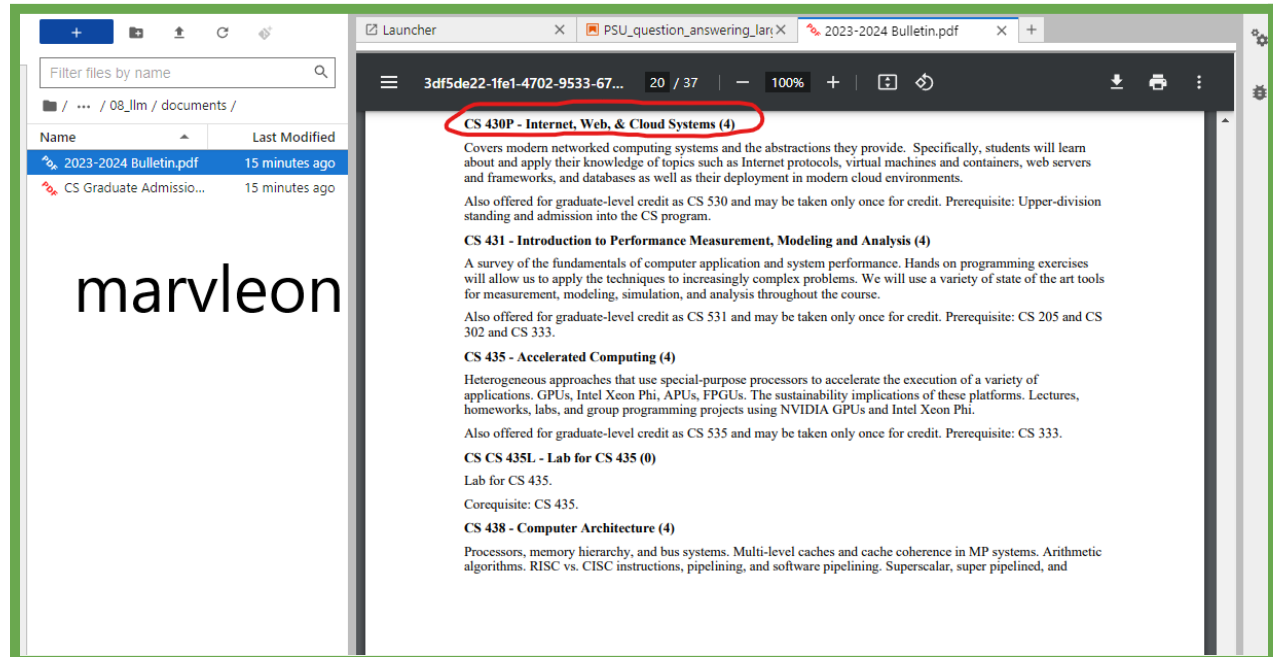 +
Launcher
PSU_question_answering_larg
2023-2024 Bulletin.pdf
+
Filter files by name
/ ··· / 08_llm / documents /
Name
Last Modified
2023-2024 Bulletin.pdf
15 minutes ago
CS Graduate Admissio...
15 minutes ago
marvleon
3df5de22-1fe1-4702-9533-67...
20 / 37
100%
CS 430P - Internet, Web, & Cloud Systems (4)
Covers modern networked computing systems and the abstractions they provide. Specifically, students will learn
about and apply their knowledge of topics such as Internet protocols, virtual machines and containers, web servers
and frameworks, and databases as well as their deployment in modern cloud environments.
Also offered for graduate-level credit as CS 530 and may be taken only once for credit. Prerequisite: Upper-division
standing and admission into the CS program.
CS 431 - Introduction to Performance Measurement, Modeling and Analysis (4)
A survey of the fundamentals of computer application and system performance. Hands on programming exercises
will allow us to apply the techniques to increasingly complex problems. We will use a variety of state of the art tools
for measurement, modeling, simulation, and analysis throughout the course.
Also offered for graduate-level credit as CS 531 and may be taken only once for credit. Prerequisite: CS 205 and CS
302 and CS 333.
CS 435 - Accelerated Computing (4)
Heterogeneous approaches that use special-purpose processors to accelerate the execution of a variety of
applications. GPUs, Intel Xeon Phi, APUs, FPGUs. The sustainability implications of these platforms. Lectures,
homeworks, labs, and group programming projects using NVIDIA GPUs and Intel Xeon Phi.
Also offered for graduate-level credit as CS 535 and may be taken only once for credit. Prerequisite: CS 333.
CS CS 435L - Lab for CS 435 (0)
Lab for CS 435.
Corequisite: CS 435.
CS 438 - Computer Architecture (4)
Processors, memory hierarchy, and bus systems. Multi-level caches and cache coherence in MP systems. Arithmetic
algorithms. RISC vs. CISC instructions, pipelining, and software pipelining. Superscalar, super pipelined, and